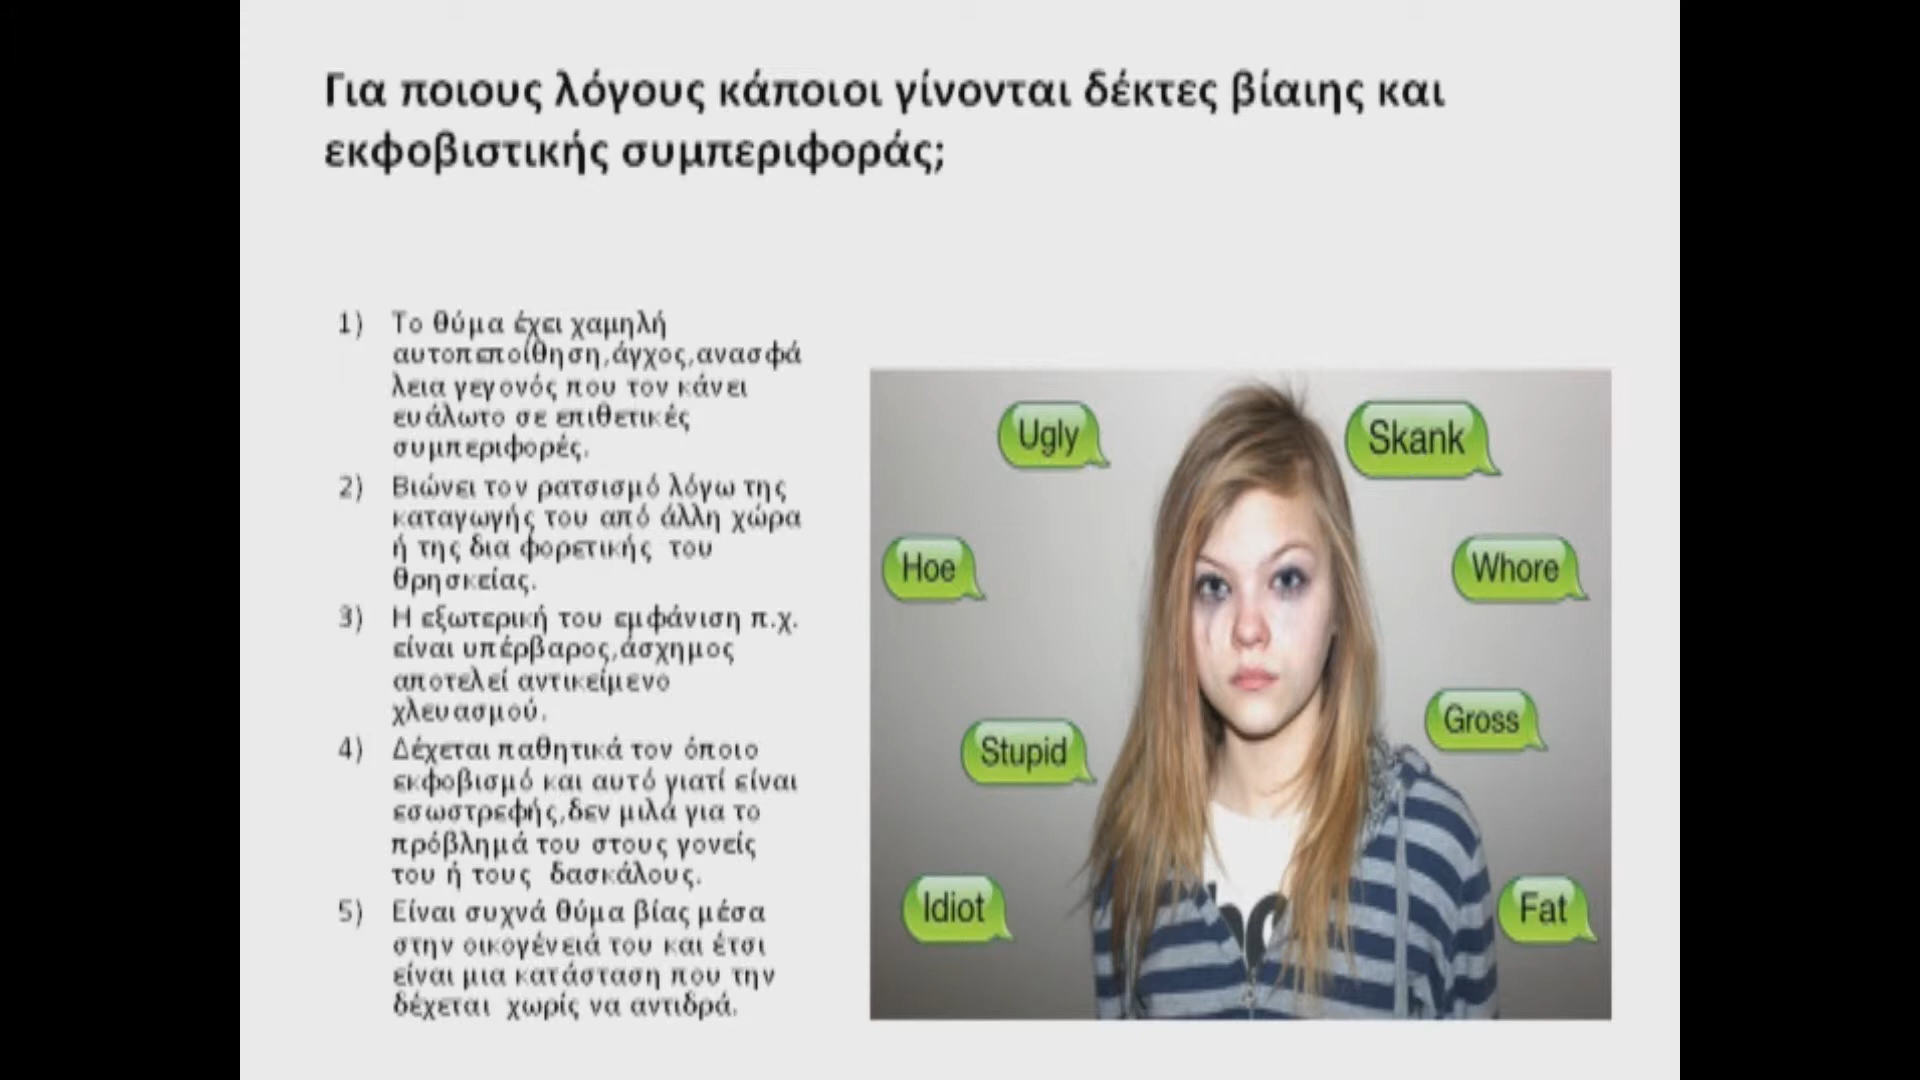 Για ποιους λόγους κάποιοι γίνονται δέκτες βίαιης και
εκφοβιστικής συμπεριφοράς;
1) Το θύμα έχει χαμηλή
αυτοπεποίθηση,άγχος,ανασφά
λεια γεγονός που τον κάνει
ευάλωτο σε επιθετικές
συμπεριφορές.
2) Βιώνει τον ρατσισμό λόγω της
καταγωγής του από άλλη χώρα
ή της δια φορετικής του
θρησκείας.
3) Η εξωτερική του εμφάνιση π.χ.
είναι υπέρβαρος,άσχημος
αποτελεί αντικείμενο
χλευασμού.
4) Δέχεται παθητικά τον όποιο
εκφοβισμό και αυτό γιατί είναι
εσωστρεφής,δεν μιλά για το
πρόβλημά του στους γονείς
του ή τους δασκάλους.
5) Είναι συχνά θύμα βίας μέσα
στην οικογένειά του και έτσι
είναι μια κατάσταση που την
δέχεται χωρίς να αντιδρά.
Ugly
Skank
Hoe
Whore
Gross
Stupid
Idiot
Fat